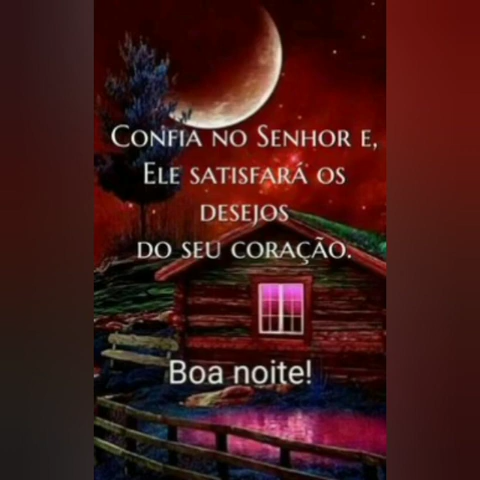 Confia no Senhor e,
Ele satisfará os
desejos
do seu coração.
Boa noite!